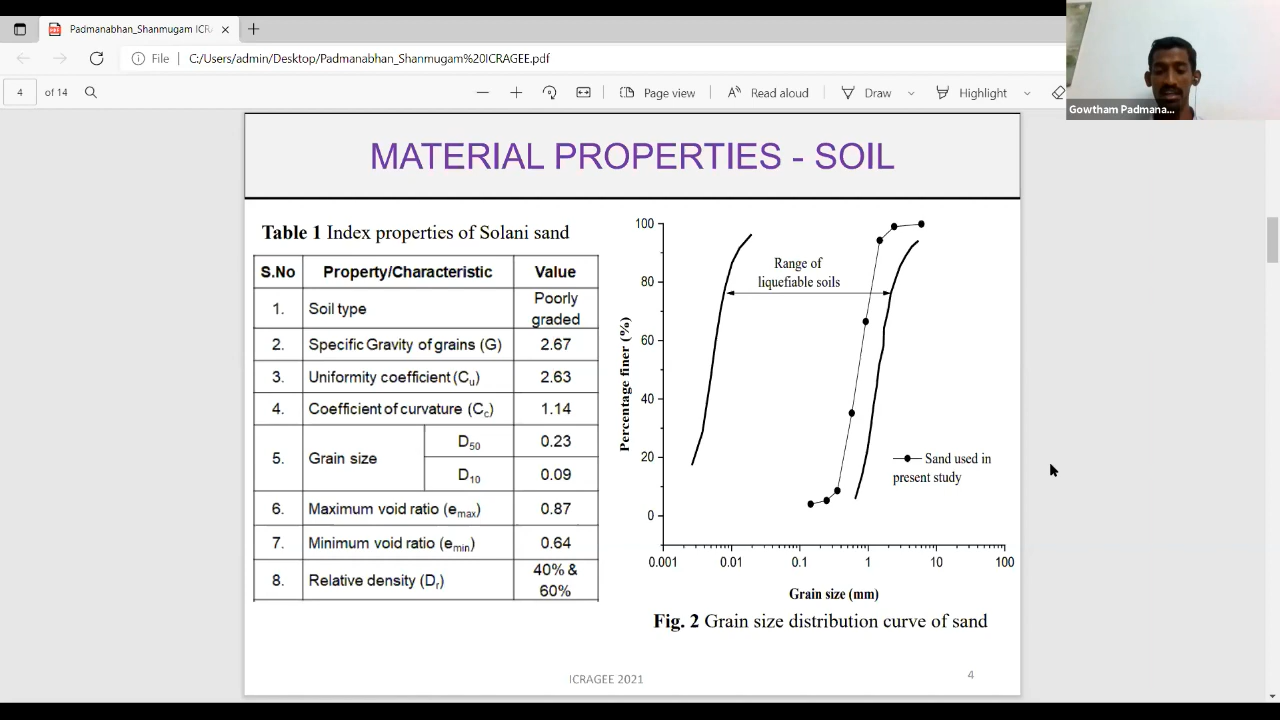 Padmanabhan_Shanmugam ICR
File
C:/Users/admin/Desktop/Padmanabhan_Shanmugam%20ICRAGEE.pdf
4 of 14
Page view
Read aloud
Draw
Highlight
Gowtham Padmana...
MATERIAL PROPERTIES - SOIL
Table 1 Index properties of Solani sand
S.No Property/Characteristic Value
1. Soil type Poorly graded
2. Specific Gravity of grains (G) 2.67
3. Uniformity coefficient (Cu) 2.63
4. Coefficient of curvature (Cc) 1.14
5. Grain size D50 0.23
D10 0.09
6. Maximum void ratio (emax) 0.87
7. Minimum void ratio (emin) 0.64
8. Relative density (Dr) 40% & 60%
100
80
60
40
20
0
Percentage finer (%)
Range of
liquefiable soils
Sand used in
present study
0.001 0.01 0.1 1 10 100
Grain size (mm)
Fig. 2 Grain size distribution curve of sand
ICRAGEE 2021
4